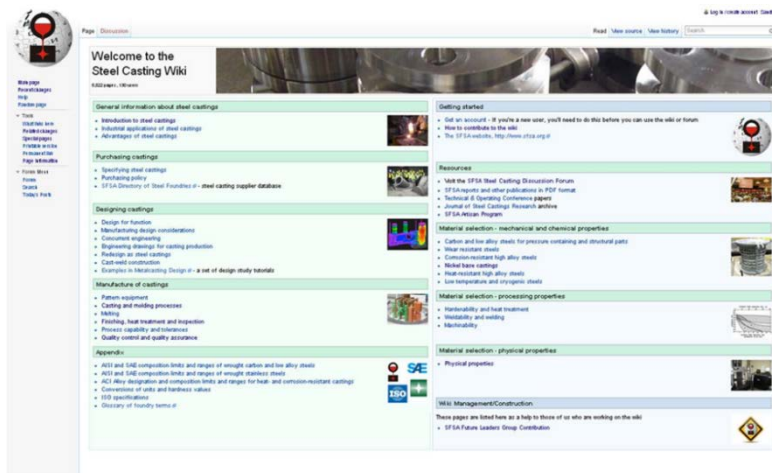 Log in / create account
Page Discussion
Read View source View history Search
Welcome to the
Steel Casting Wiki
Main page
Recent changes
Help
Random page
Tools
What links here
Related changes
Special pages
Printable version
Permanent link
Page information
Forum
Search
Today's Posts
General information about steel castings
Introduction to steel castings
Industrial applications of steel castings
Advantages of steel castings
Purchasing castings
Specifying steel castings
Purchasing policy
SFSA Directory of Steel Foundries - steel casting supplier database
Designing castings
Design for function
Manufacturing design considerations
Concurrent engineering
Engineering drawings for casting production
Redesign as steel castings
Cast-weld construction
Examples in Metalcasting Design - a set of design study tutorials
Manufacture of castings
Pattern equipment
Casting and molding processes
Melting
Finishing, heat treatment and inspection
Process capability and tolerances
Quality control and quality assurance
Appendix
AISI and SAE composition limits and ranges of wrought carbon and low alloy steels
AISI and SAE composition limits and ranges of wrought stainless steels
ACI Alloy designation and composition limits and ranges for heat- and corrosion-resistant castings
Conversions of units and hardness values
ISO specifications
Glossary of foundry terms
SAE
ISO
Getting started
Get an account - If you're a new user, you'll need to do this before you can use the wiki or forum
How to contribute to the wiki
The SFSA website, http://www.sfsa.org
Resources
Visit the SFSA Steel Casting Discussion Forum
SFSA reports and other publications in PDF format
Technical & Operating Conference papers
Journal of Steel Castings Research archive
SFSA Artisan Program
Material selection - mechanical and chemical properties
Carbon and low alloy steels for pressure containing and structural parts
Wear resistant steels
Corrosion-resistant high alloy steels
Nickel base castings
Heat-resistant high alloy steels
Low temperature and cryogenic steels
Material selection - processing properties
Hardenability and heat treatment
Weldability and welding
Machinability
Material selection - physical properties
Physical properties
Wiki Management/Construction
These pages are listed here as a help to those of us who are working on the wiki
SFSA Future Leaders Group Contribution